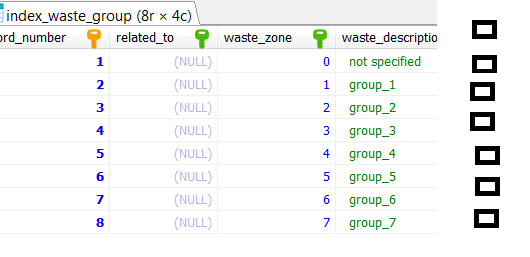 index_waste_group (8r × 4c)
ord_number related_to waste_zone waste_descriptio
1 (NULL) 0 not specified
2 (NULL) 1 group_1
3 (NULL) 2 group_2
4 (NULL) 3 group_3
5 (NULL) 4 group_4
6 (NULL) 5 group_5
7 (NULL) 6 group_6
8 (NULL) 7 group_7